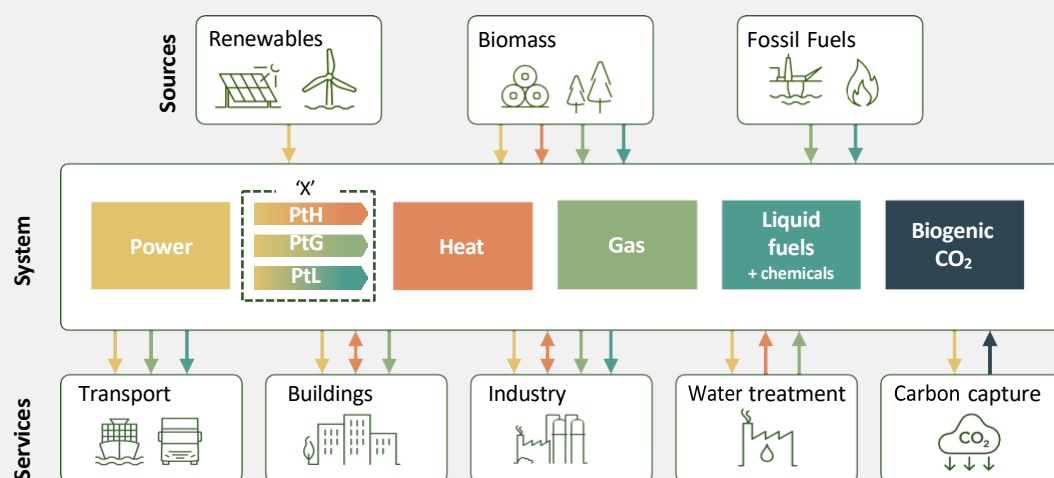 Sources
Renewables
Biomass
Fossil Fuels
System
Power
‘X’
PtH
PtG
PtL
Heat
Gas
Liquid
fuels
+ chemicals
Biogenic
CO₂
Services
Transport
Buildings
Industry
Water treatment
Carbon capture
CO₂